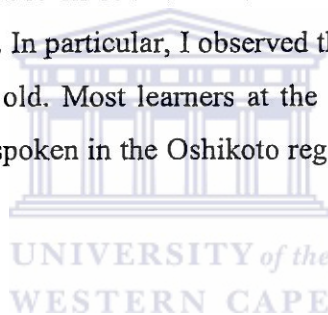 . In particular, I observed th
old. Most learners at the
spoken in the Oshikoto reg
UNIVERSITY of the
WESTERN CAPE